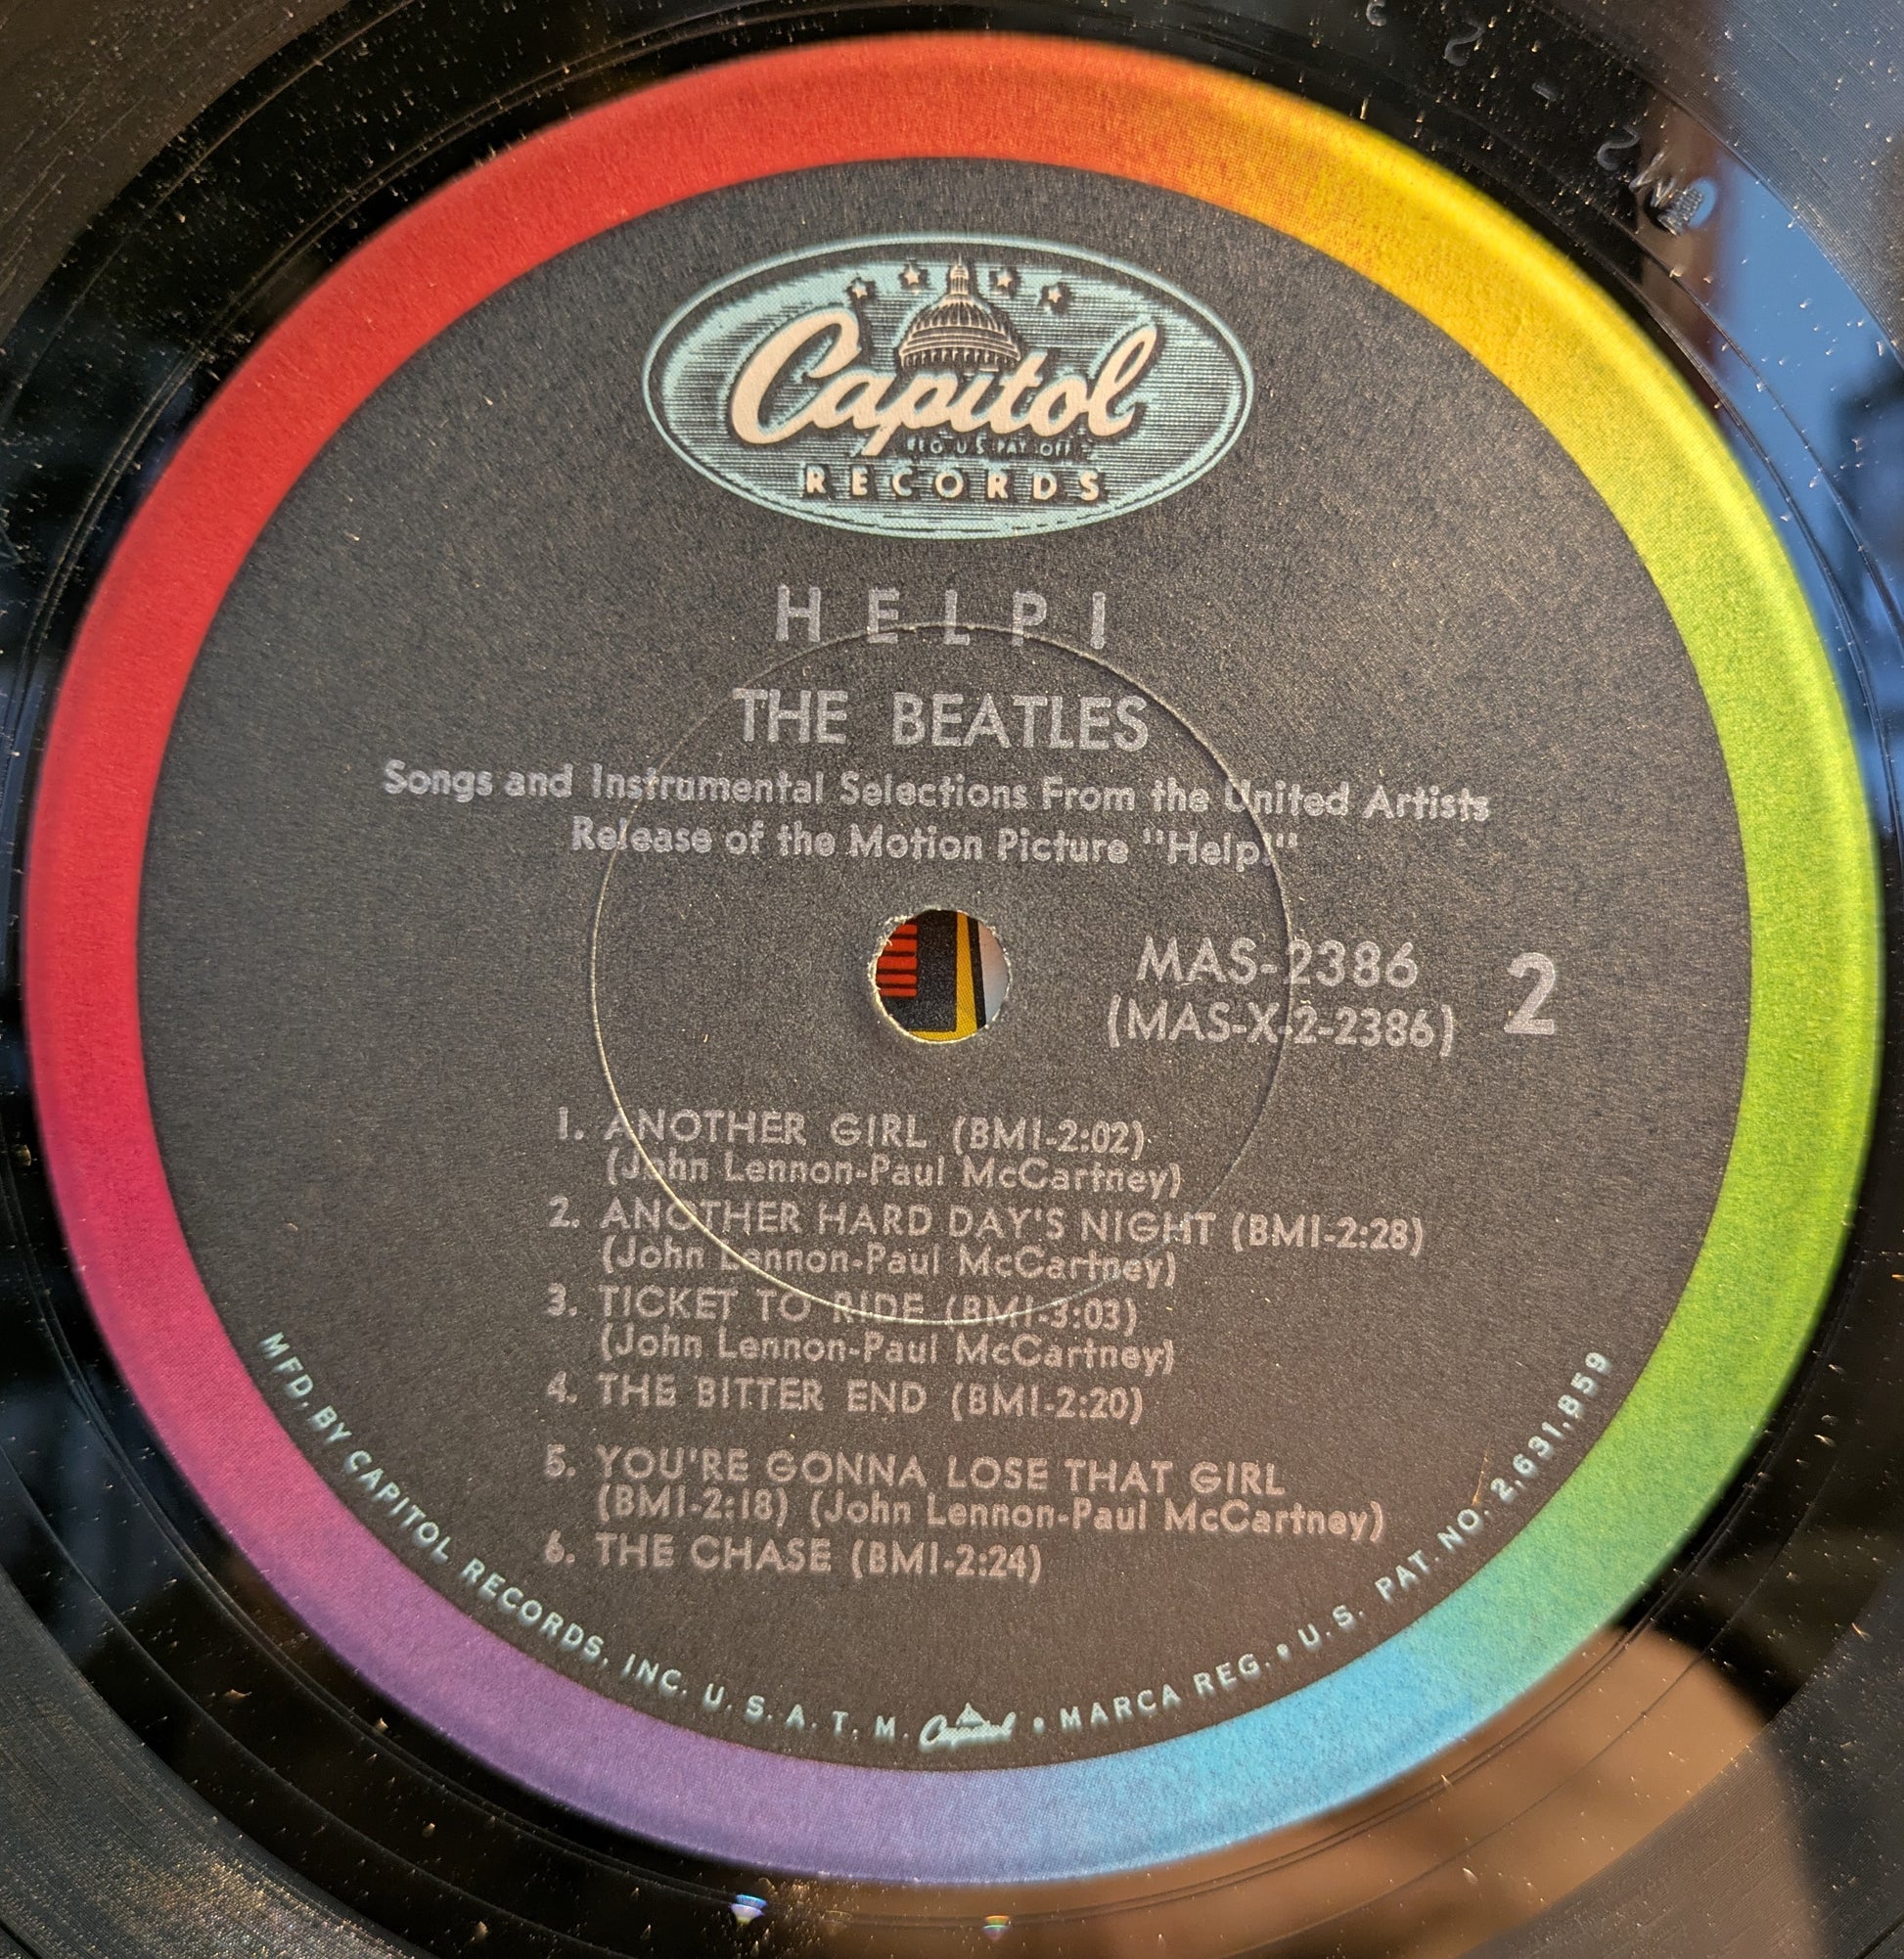 Capitol
REG. U.S. PAT. OFF.
RECORDS
HELP!
THE BEATLES
Songs and Instrumental Selections From the United Artists
Release of the Motion Picture "Help!"
MAS-2386
(MAS-X-2-2386)
2
1. ANOTHER GIRL (BMI-2:02)
(John Lennon-Paul McCartney)
2. ANOTHER HARD DAY'S NIGHT (BMI-2:28)
(John Lennon-Paul McCartney)
3. TICKET TO RIDE (BMI-3:03)
(John Lennon-Paul McCartney)
4. THE BITTER END (BMI-2:20)
5. YOU'RE GONNA LOSE THAT GIRL
(BMI-2:18) (John Lennon-Paul McCartney)
6. THE CHASE (BMI-2:24)
MFD. BY CAPITOL RECORDS, INC. U.S.A. T.M. Capitol • MARCA REG. • U.S. PAT. NO. 2,631,859